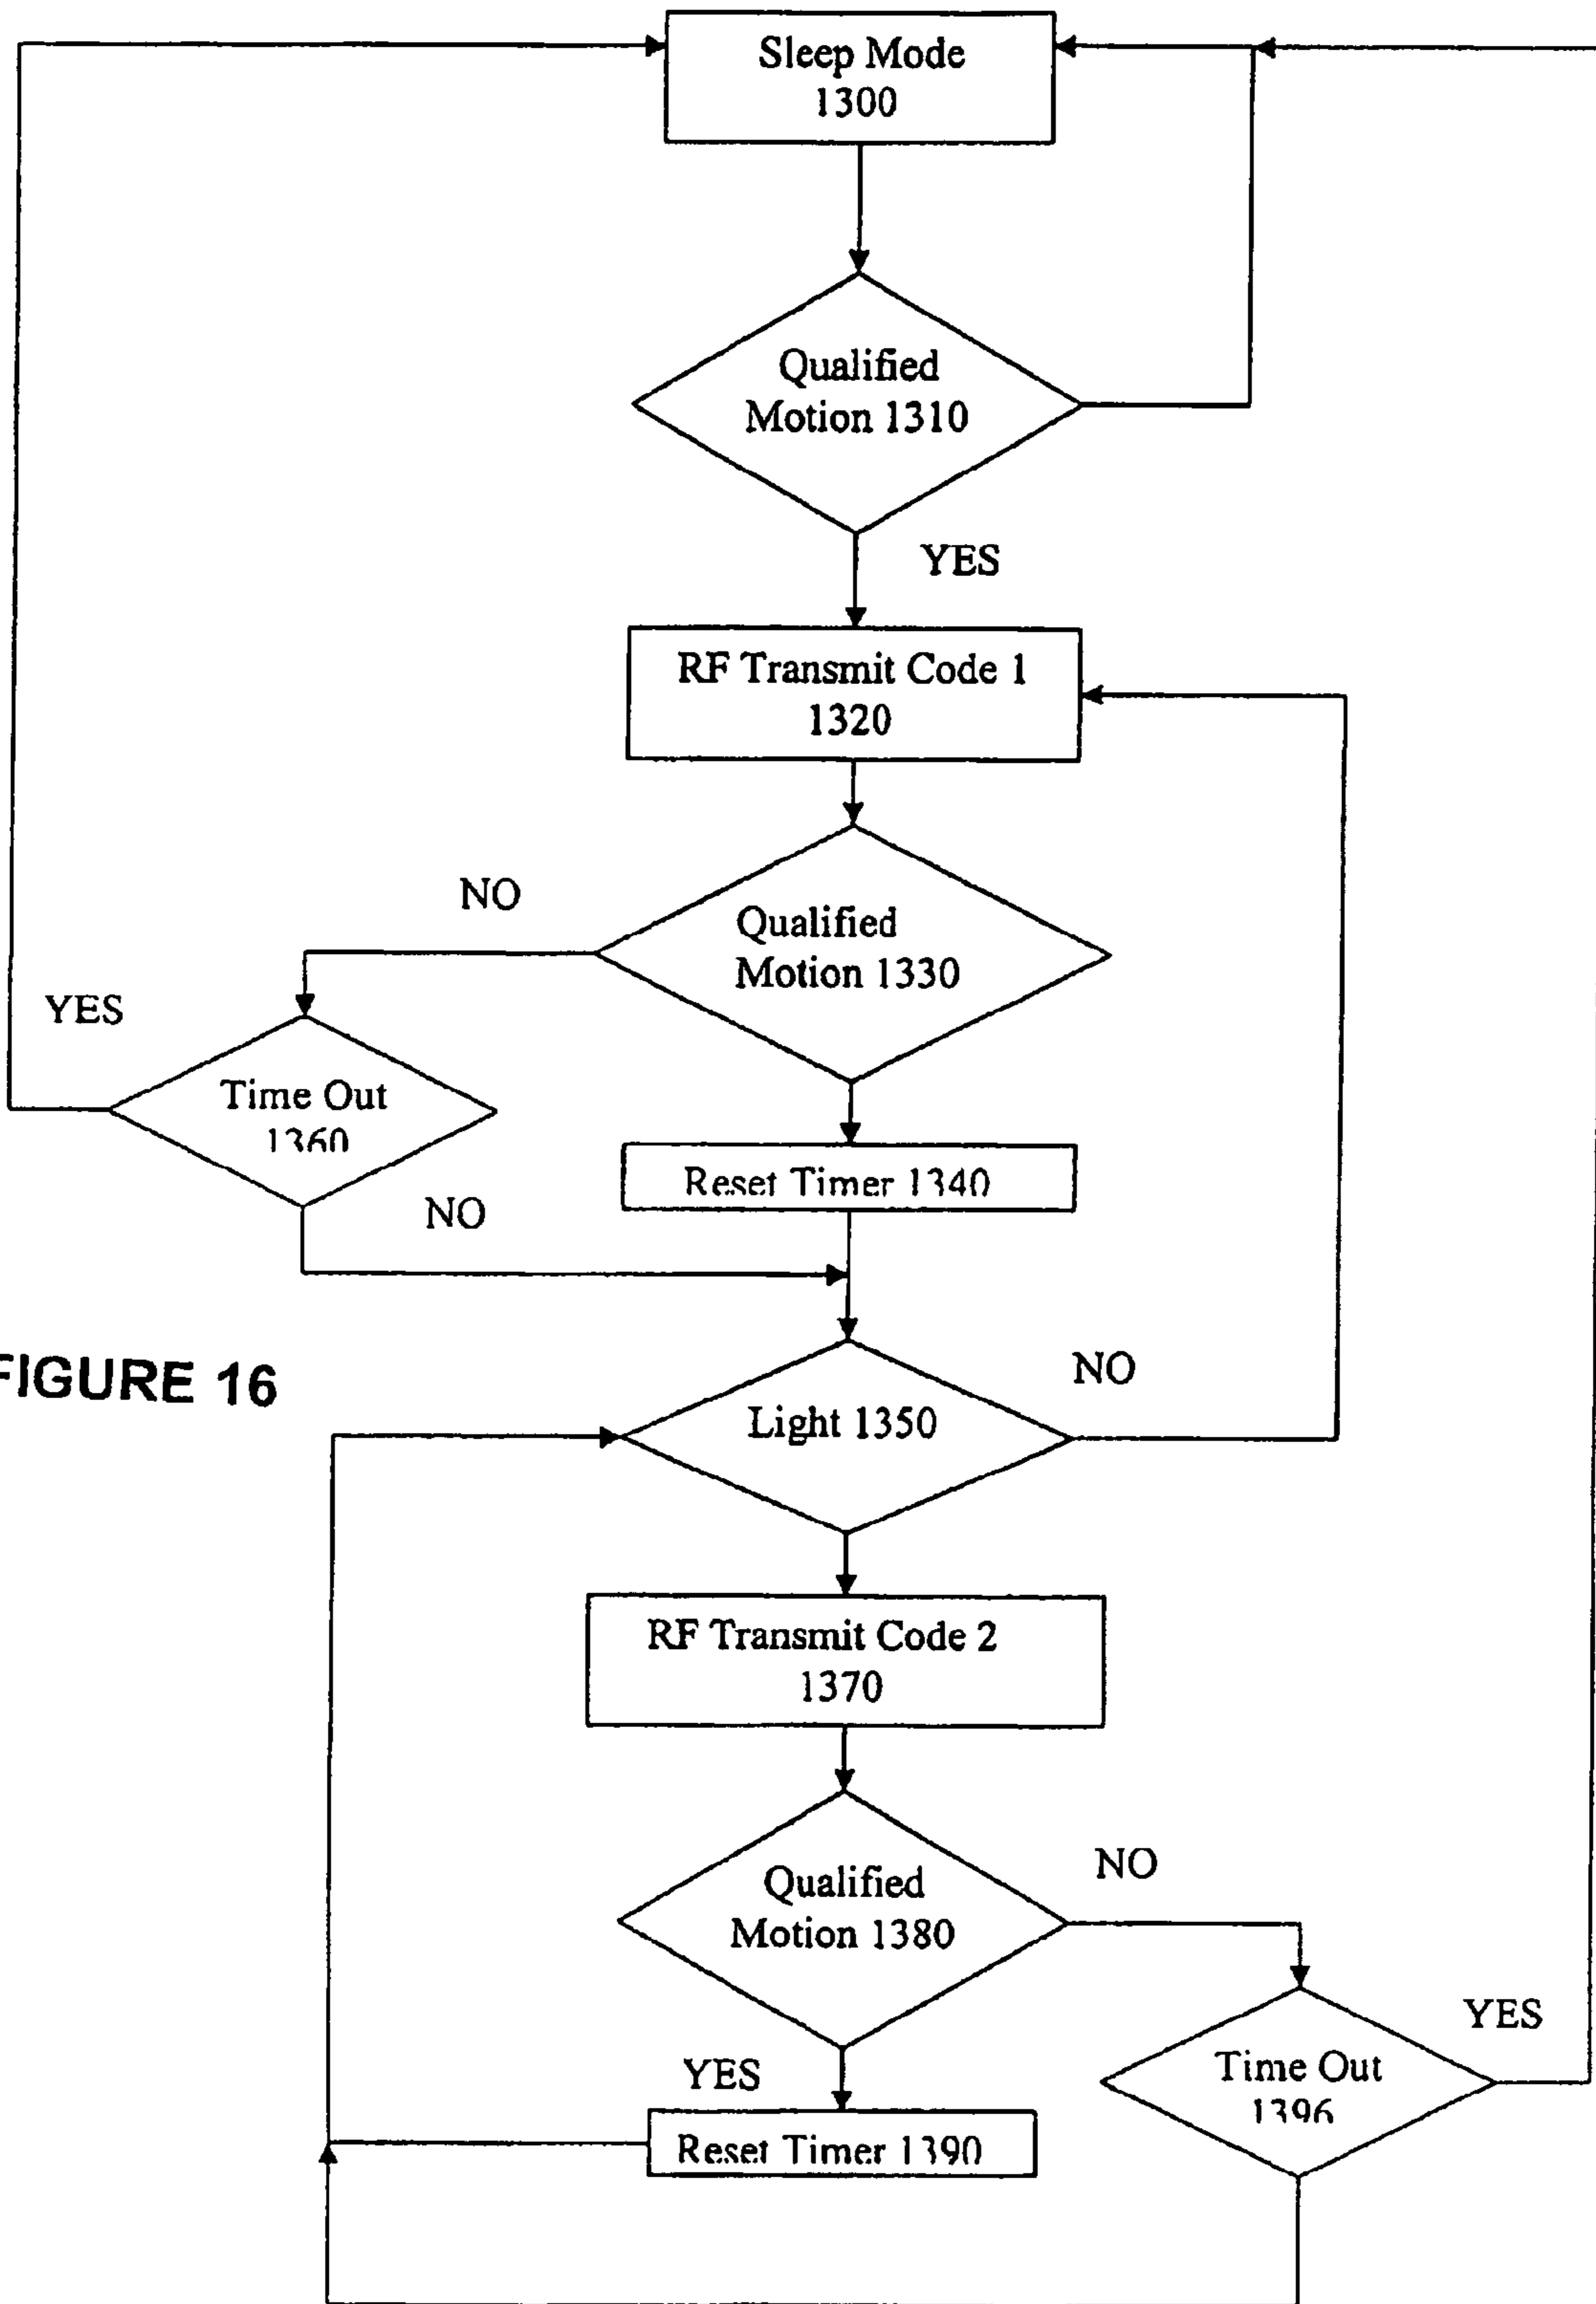 Sleep Mode
1300
Qualified
Motion 1310
YES
RF Transmit Code 1
1320
NO
Qualified
Motion 1330
YES
Time Out
1360
Reset Timer 1340
NO
FIGURE 16
NO
Light 1350
RF Transmit Code 2
1370
NO
Qualified
Motion 1380
YES
YES
Time Out
1396
Reset Timer 1390